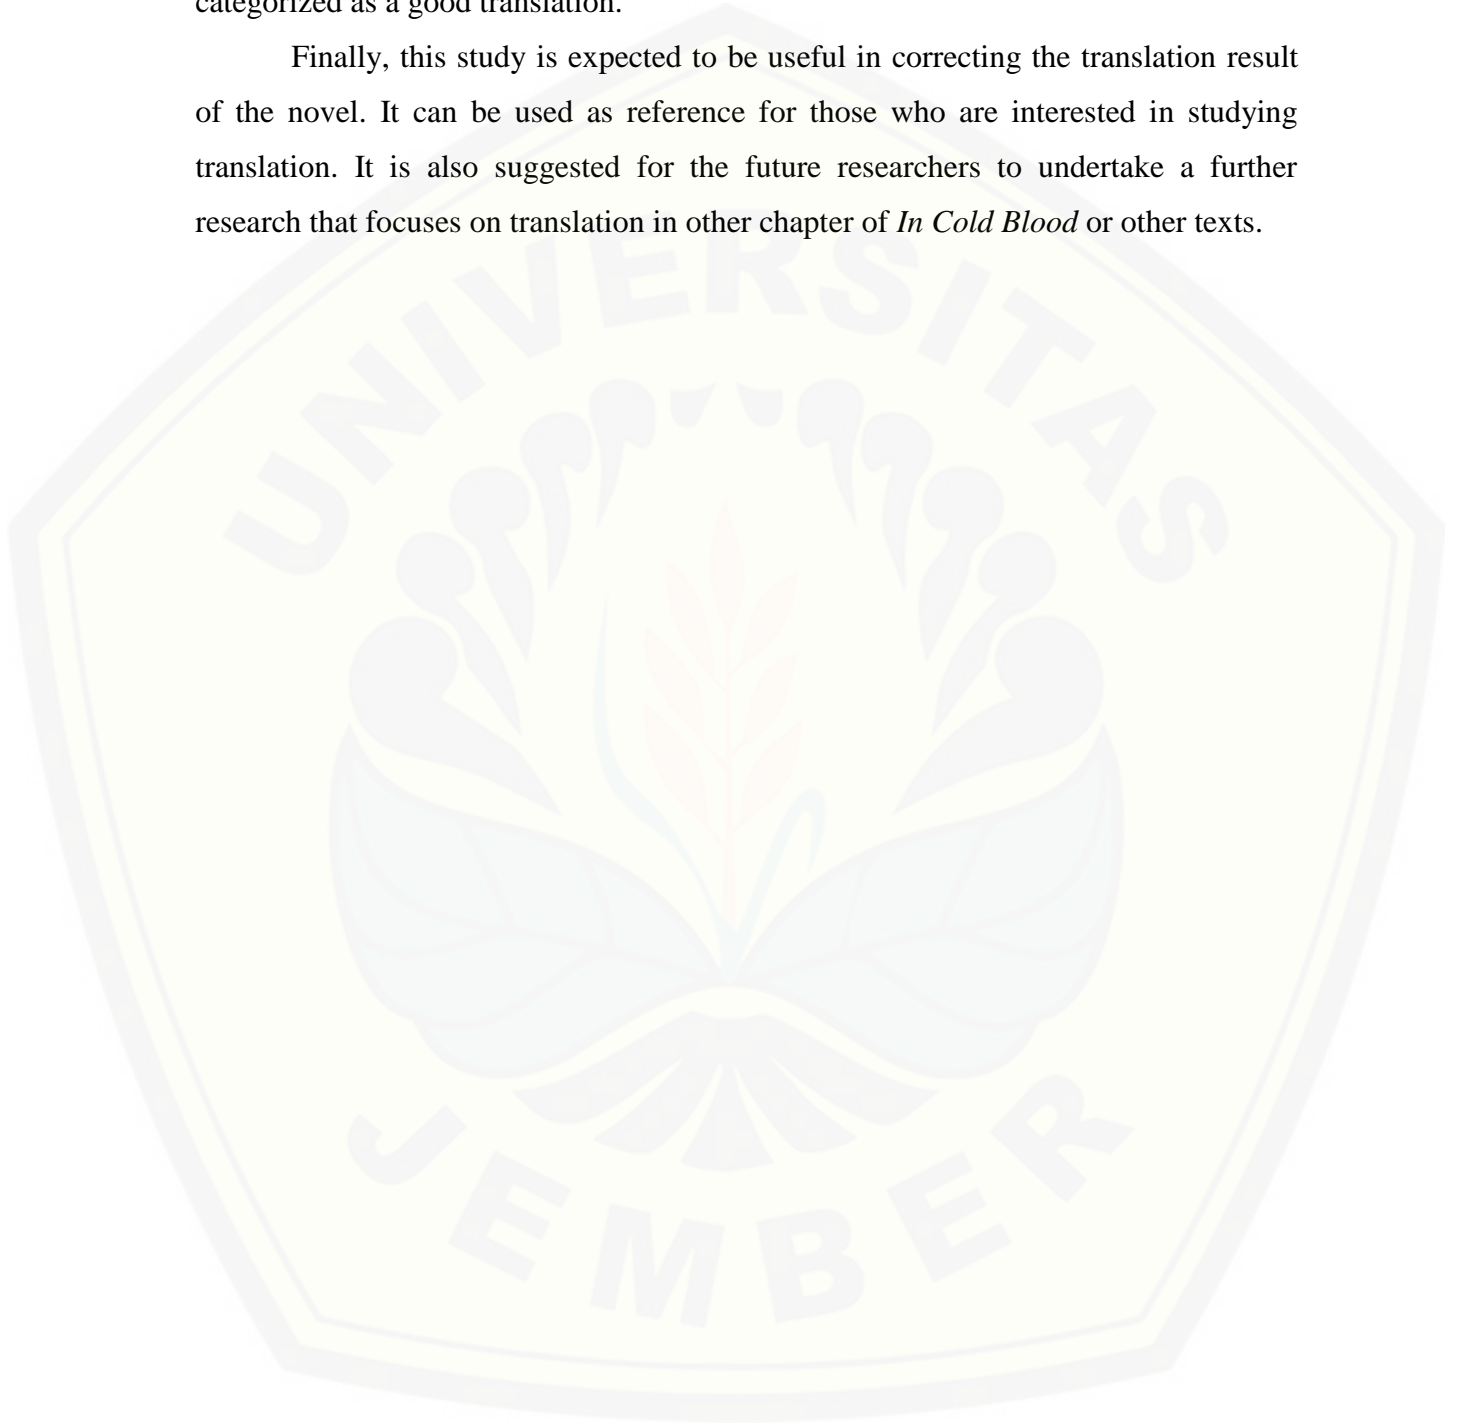 categorized as a good translation.
Finally, this study is expected to be useful in correcting the translation result
of the novel. It can be used as reference for those who are interested in studying
translation. It is also suggested for the future researchers to undertake a further
research that focuses on translation in other chapter of In Cold Blood or other texts.
UNIVERSITAS
JEMBER